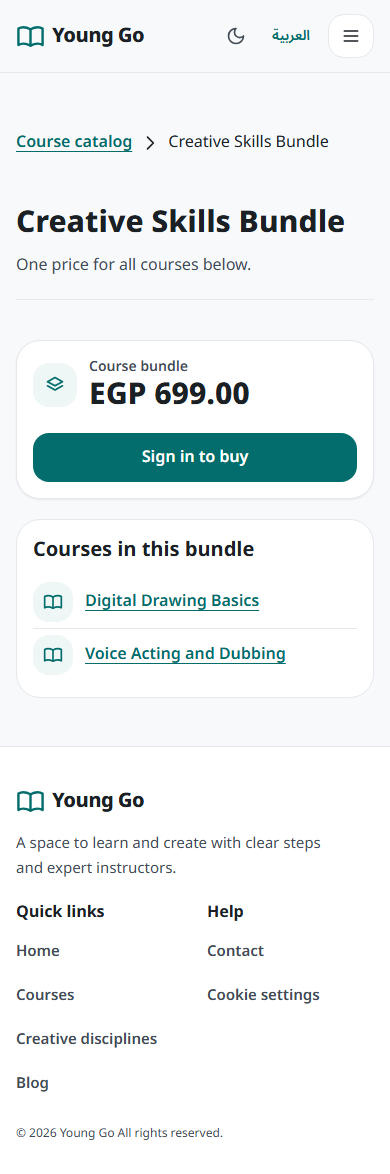 Young Go
العربية
Course catalog > Creative Skills Bundle
Creative Skills Bundle
One price for all courses below.
Course bundle
EGP 699.00
Sign in to buy
Courses in this bundle
Digital Drawing Basics
Voice Acting and Dubbing
Young Go
A space to learn and create with clear steps
and expert instructors.
Quick links
Home
Courses
Creative disciplines
Blog
Help
Contact
Cookie settings
© 2026 Young Go All rights reserved.